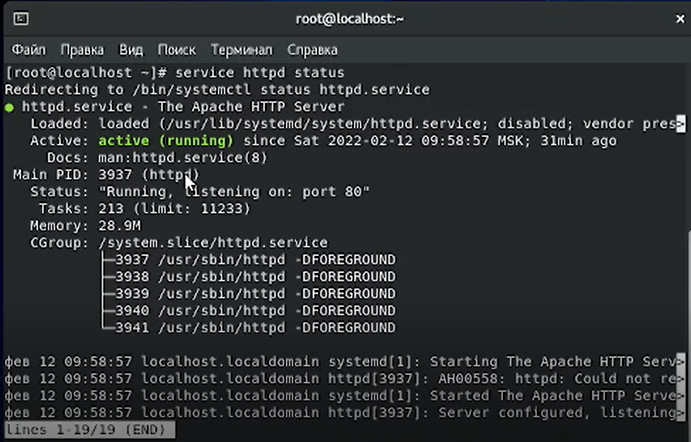 root@localhost:~
Файл Правка Вид Поиск Терминал Справка
[root@localhost ~]# service httpd status
Redirecting to /bin/systemctl status httpd.service
● httpd.service - The Apache HTTP Server
Loaded: loaded (/usr/lib/systemd/system/httpd.service; disabled; vendor pres>
Active: active (running) since Sat 2022-02-12 09:58:57 MSK; 31min ago
Docs: man:httpd.service(8)
Main PID: 3937 (httpd)
Status: "Running, listening on: port 80"
Tasks: 213 (limit: 11233)
Memory: 28.9M
CGroup: /system.slice/httpd.service
├─3937 /usr/sbin/httpd -DFOREGROUND
├─3938 /usr/sbin/httpd -DFOREGROUND
├─3939 /usr/sbin/httpd -DFOREGROUND
├─3940 /usr/sbin/httpd -DFOREGROUND
└─3941 /usr/sbin/httpd -DFOREGROUND
фев 12 09:58:57 localhost.localdomain systemd[1]: Starting The Apache HTTP Serv>
фев 12 09:58:57 localhost.localdomain httpd[3937]: AH00558: httpd: Could not re>
фев 12 09:58:57 localhost.localdomain systemd[1]: Started The Apache HTTP Serve>
фев 12 09:58:57 localhost.localdomain httpd[3937]: Server configured, listening>
lines 1-19/19 (END)